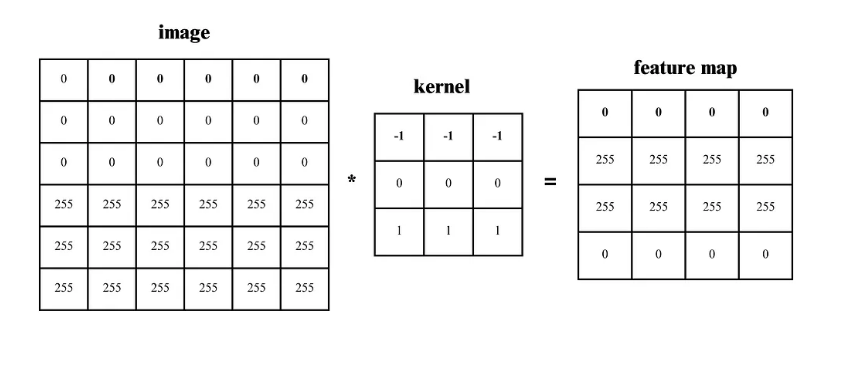 image
feature map
kernel
0 0 0 0 0 0
0 0 0 0 0 0
0 0 0 0 0 0
255 255 255 255 255 255
255 255 255 255 255 255
255 255 255 255 255 255
*
-1 -1 -1
0 0 0
1 1 1
=
0 0 0 0
255 255 255 255
255 255 255 255
0 0 0 0